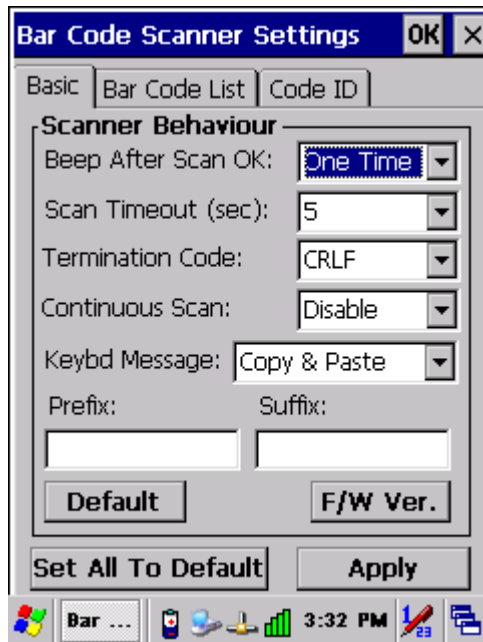 Bar Code Scanner Settings OK ×
Basic Bar Code List Code ID
Scanner Behaviour
Beep After Scan OK: One Time
Scan Timeout (sec): 5
Termination Code: CRLF
Continuous Scan: Disable
Keybd Message: Copy & Paste
Prefix: Suffix:
Default F/W Ver.
Set All To Default Apply
Bar ... 3:32 PM 1 23